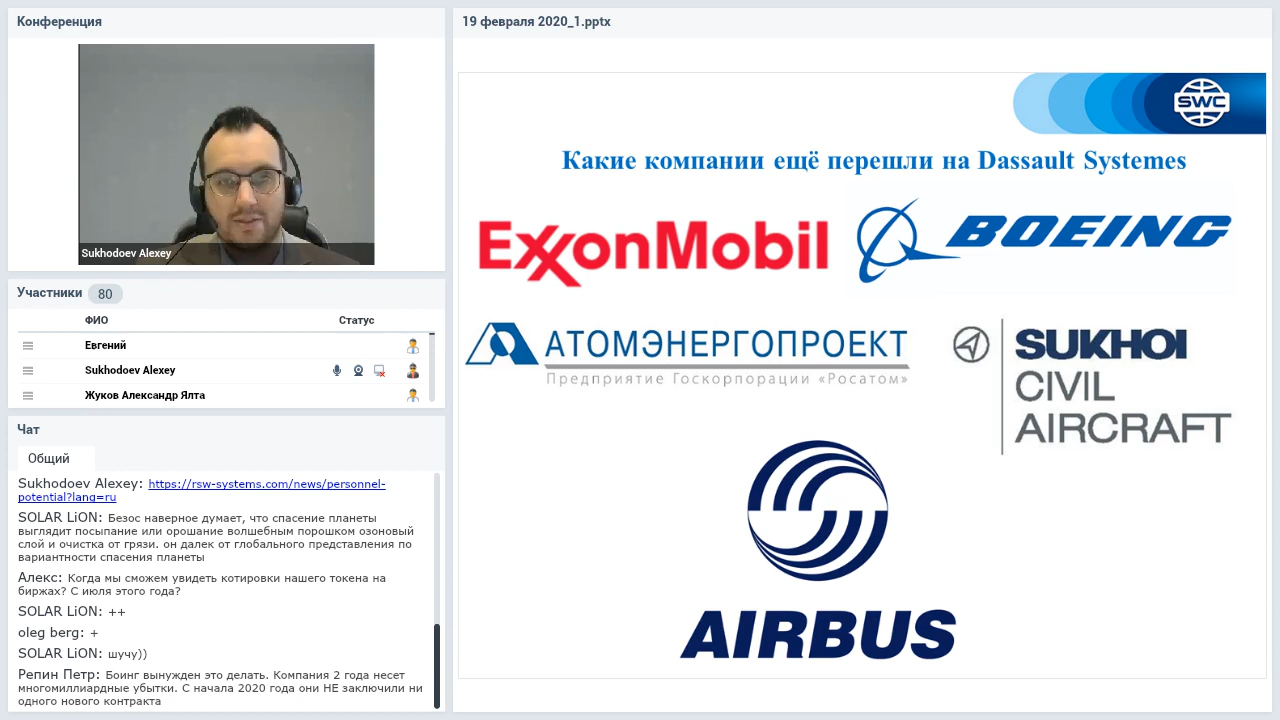 Конференция
Sukhodoev Alexey
Участники 80
ФИО Статус
Евгений
Sukhodoev Alexey
Жуков Александр Ялта
Чат
Общий
Sukhodoev Alexey: https://rsw-systems.com/news/personnel-
potential?lang=ru
SOLAR LiON: Безос наверное думает, что спасение планеты
выглядит посыпание или орошание волшебным порошком озоновый
слой и очистка от грязи. он далек от глобального представления по
вариантности спасения планеты
Алекс: Когда мы сможем увидеть котировки нашего токена на
биржах? С июля этого года?
SOLAR LiON: ++
oleg berg: +
SOLAR LiON: шучу))
Репин Петр: Боинг вынужден это делать. Компания 2 года несет
многомиллиардные убытки. С начала 2020 года они НЕ заключили ни
одного нового контракта
19 февраля 2020_1.pptx
SWC
Какие компании ещё перешли на Dassault Systemes
ExxonMobil
BOEING
АТОМЭНЕРГОПРОЕКТ
Предприятие Госкорпорации «Росатом»
SUKHOI
CIVIL
AIRCRAFT
AIRBUS